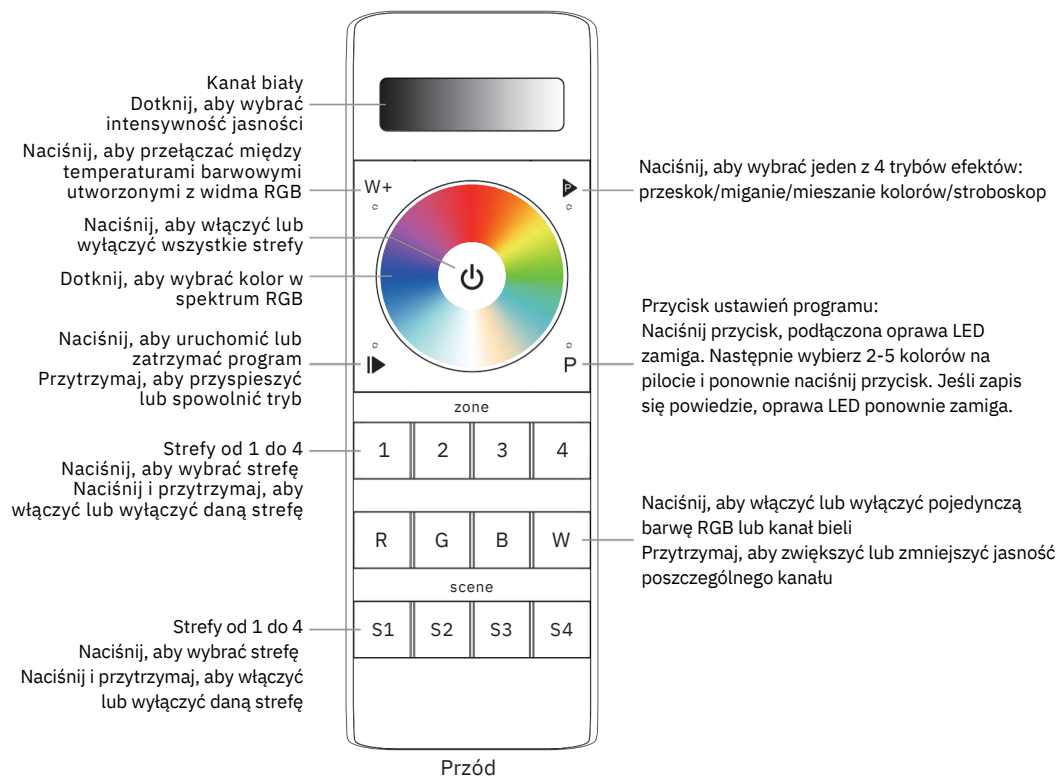 Kanał biały
Dotknij, aby wybrać
intensywność jasności
Naciśnij, aby przełączać między
temperaturami barwowymi
utworzonymi z widma RGB
Naciśnij, aby włączyć lub
wyłączyć wszystkie strefy
Dotknij, aby wybrać kolor w
spektrum RGB
Naciśnij, aby uruchomić lub
zatrzymać program
Przytrzymaj, aby przyspieszyć
lub spowolnić tryb
Strefy od 1 do 4
Naciśnij, aby wybrać strefę
Naciśnij i przytrzymaj, aby
włączyć lub wyłączyć daną strefę
Strefy od 1 do 4
Naciśnij, aby wybrać strefę
Naciśnij i przytrzymaj, aby włączyć
lub wyłączyć daną strefę
W+
P
P
zone
1 2 3 4
R G B W
scene
S1 S2 S3 S4
Przód
Naciśnij, aby wybrać jeden z 4 trybów efektów:
przeskok/miganie/mieszanie kolorów/stroboskop
Przycisk ustawień programu:
Naciśnij przycisk, podłączona oprawa LED
zamiga. Następnie wybierz 2-5 kolorów na
pilocie i ponownie naciśnij przycisk. Jeśli zapis
się powiedzie, oprawa LED ponownie zamiga.
Naciśnij, aby włączyć lub wyłączyć pojedynczą
barwę RGB lub kanał bieli
Przytrzymaj, aby zwiększyć lub zmniejszyć jasność
poszczególnego kanału